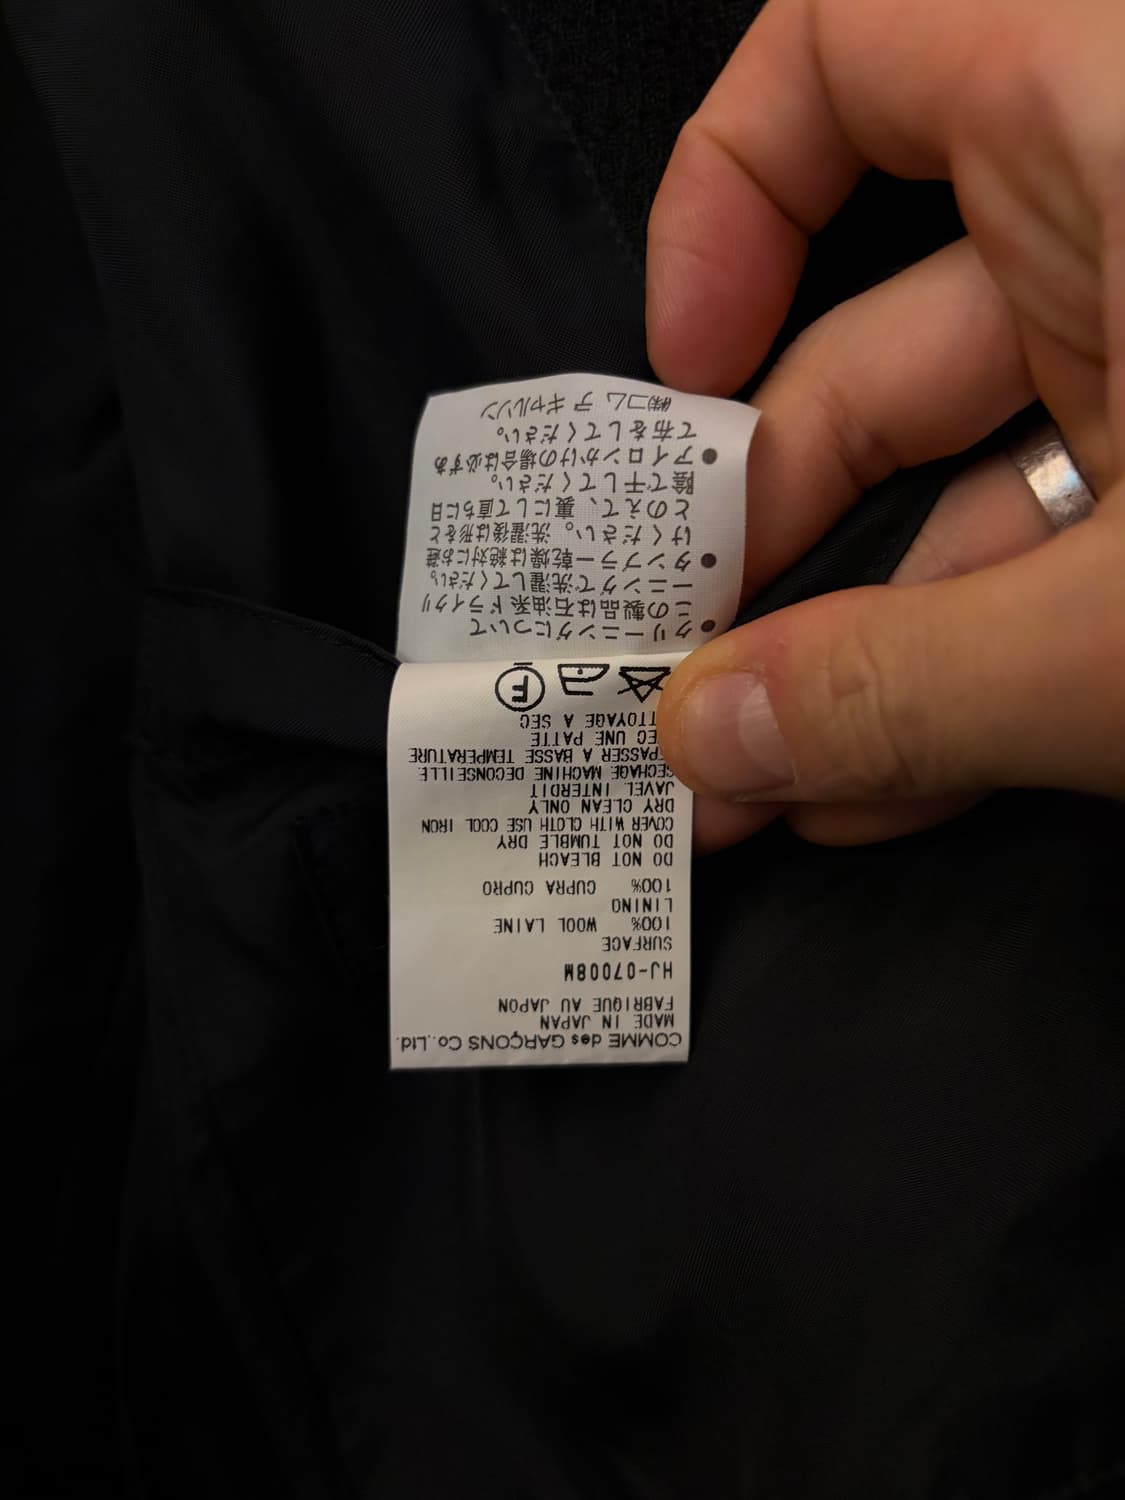 COMME des GARÇONS Co.,Ltd.
MADE IN JAPAN
FABRIQUE AU JAPON
HJ-07008M
SURFACE
100% WOOL LAINE
LINING
100% CUPRA CUPRO
DO NOT BLEACH
DO NOT TUMBLE DRY
COVER WITH CLOTH USE COOL IRON
DRY CLEAN ONLY
JAVEL INTERDIT
SECHAGE MACHINE DECONSEILLE
EPASSER A BASSE TEMPERATURE
EC UNE PATTE
TTOYAGE A SEC
F
●クリーニングについて
この製品は石油系ドライクリ
ーニングで洗濯してください。
●タンブラー乾燥は絶対にお避
けください。洗濯後は形をと
とのえて、裏にして直ちに日
陰で干してください。
●アイロンかけの場合は必ずあ
て布をしてください。
㈱コム デ ギャルソン